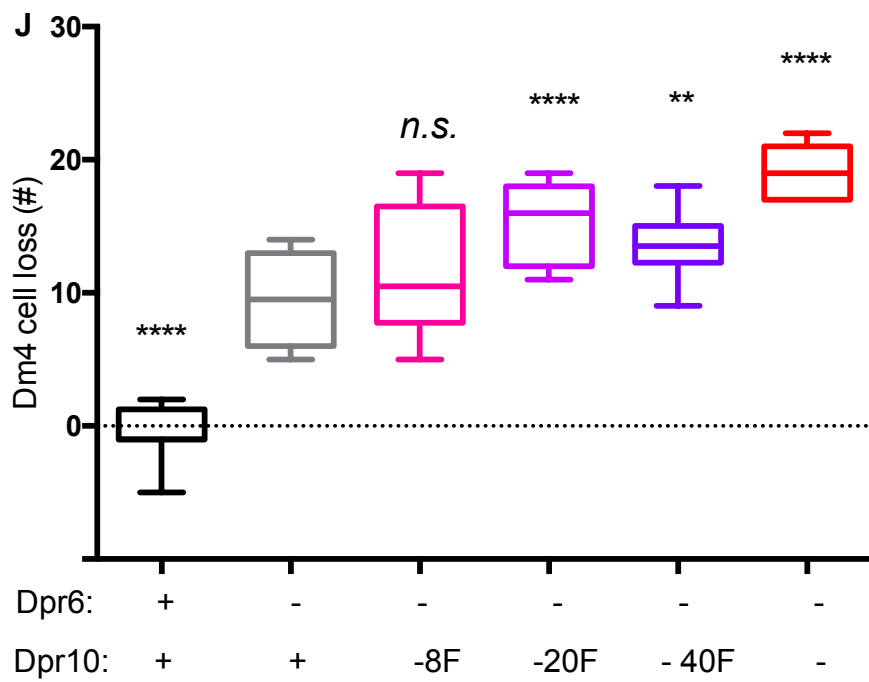 J
30
****
**
****
n.s.
20
Dm4 cell loss (#)
10
****
0
Dpr6: + - - - - -
Dpr10: + + -8F -20F - 40F -